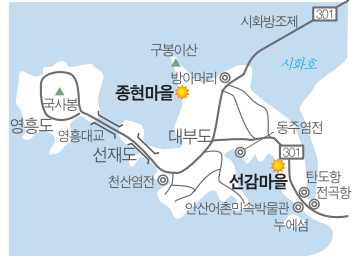 301
시화방조제
구봉이산
시화호
방아머리
종현마을
국사봉
영흥도
영흥대교
대부도
동주염전
선재도
301
천산염전
선감마을
탄도항
전곡항
안산어촌민속박물관
누에섬